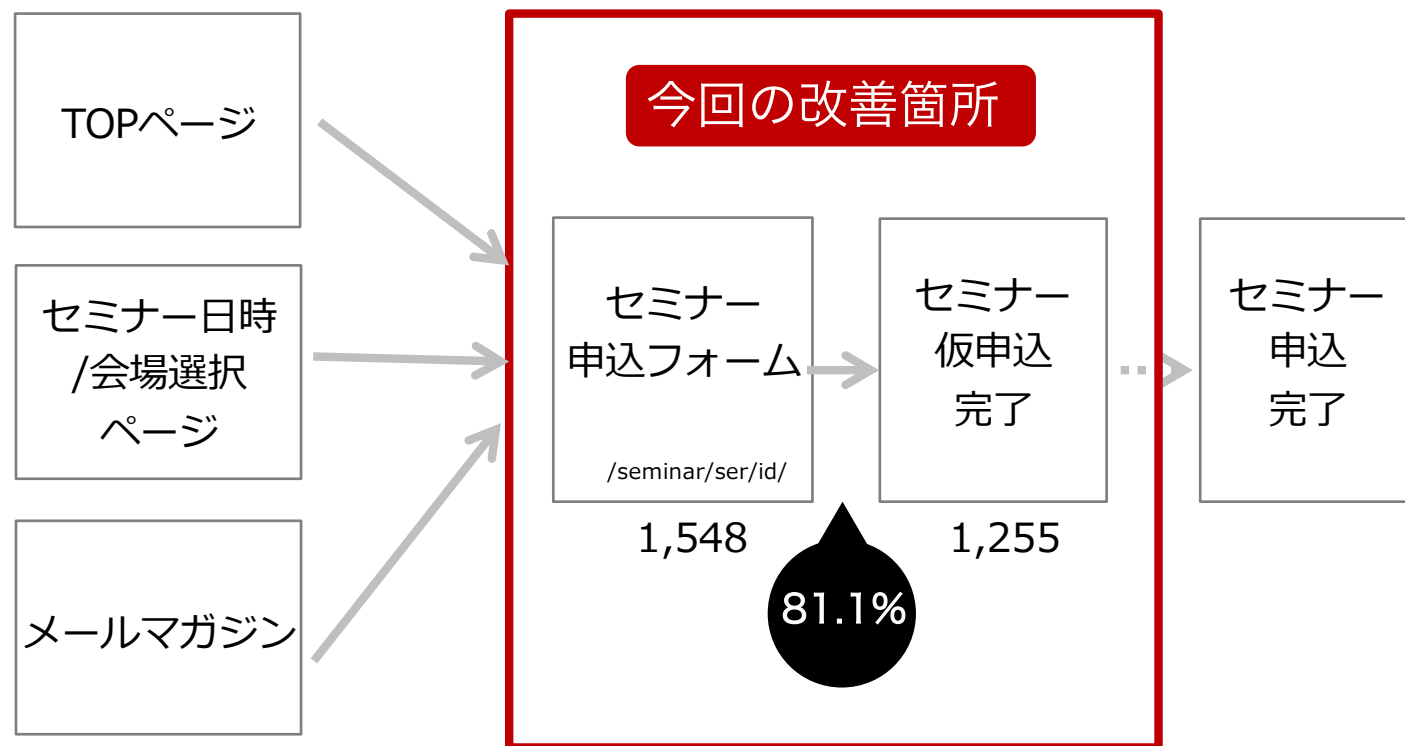 TOPページ
セミナー日時
/会場選択
ページ
メールマガジン
今回の改善箇所
セミナー
申込フォーム
/seminar/ser/id/
1,548
セミナー
仮申込
完了
1,255
81.1%
セミナー
申込
完了